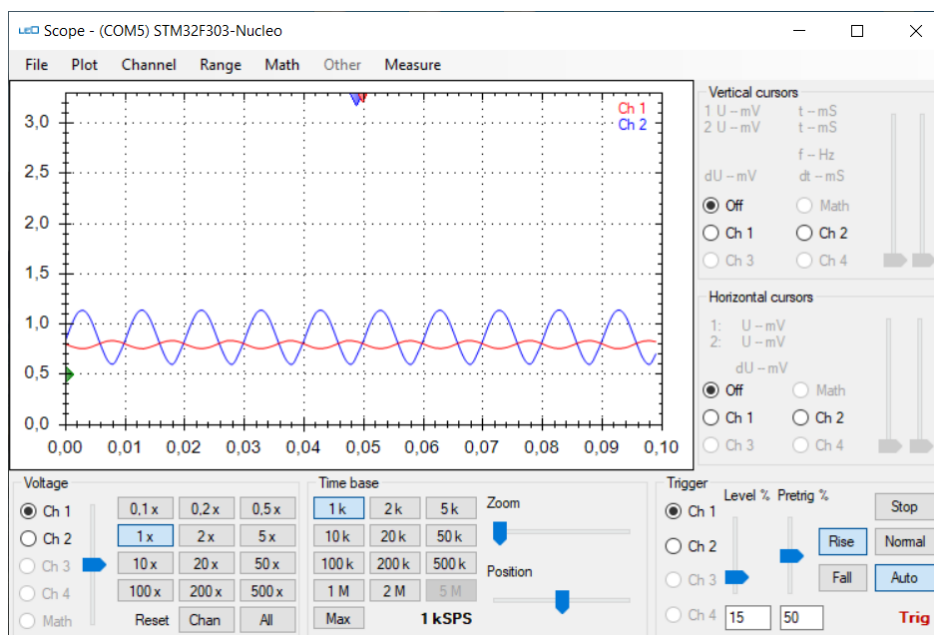 LEO Scope - (COM5) STM32F303-Nucleo
File Plot Channel Range Math Other Measure
Ch 1
Ch 2
3,0
2,5
2,0
1,5
1,0
0,5
0,0
0,00 0,01 0,02 0,03 0,04 0,05 0,06 0,07 0,08 0,09 0,10
Vertical cursors
1 U – mV t – mS
2 U – mV t – mS
f – Hz
dU – mV dt – mS
Off Math
Ch 1 Ch 2
Ch 3 Ch 4
Horizontal cursors
1: U – mV
2: U – mV
dU – mV
Off Math
Ch 1 Ch 2
Ch 3 Ch 4
Voltage
Ch 1 0,1 x 0,2 x 0,5 x
Ch 2 1 x 2 x 5 x
Ch 3 10 x 20 x 50 x
Ch 4 100 x 200 x 500 x
Math Reset Chan All
Time base
1 k 2 k 5 k
10 k 20 k 50 k
100 k 200 k 500 k
1 M 2 M 5 M
Max 1 kSPS
Zoom
Position
Trigger
Level % Pretrig %
Ch 1 Stop
Ch 2 Rise Normal
Ch 3 Fall Auto
Ch 4 15 50 Trig